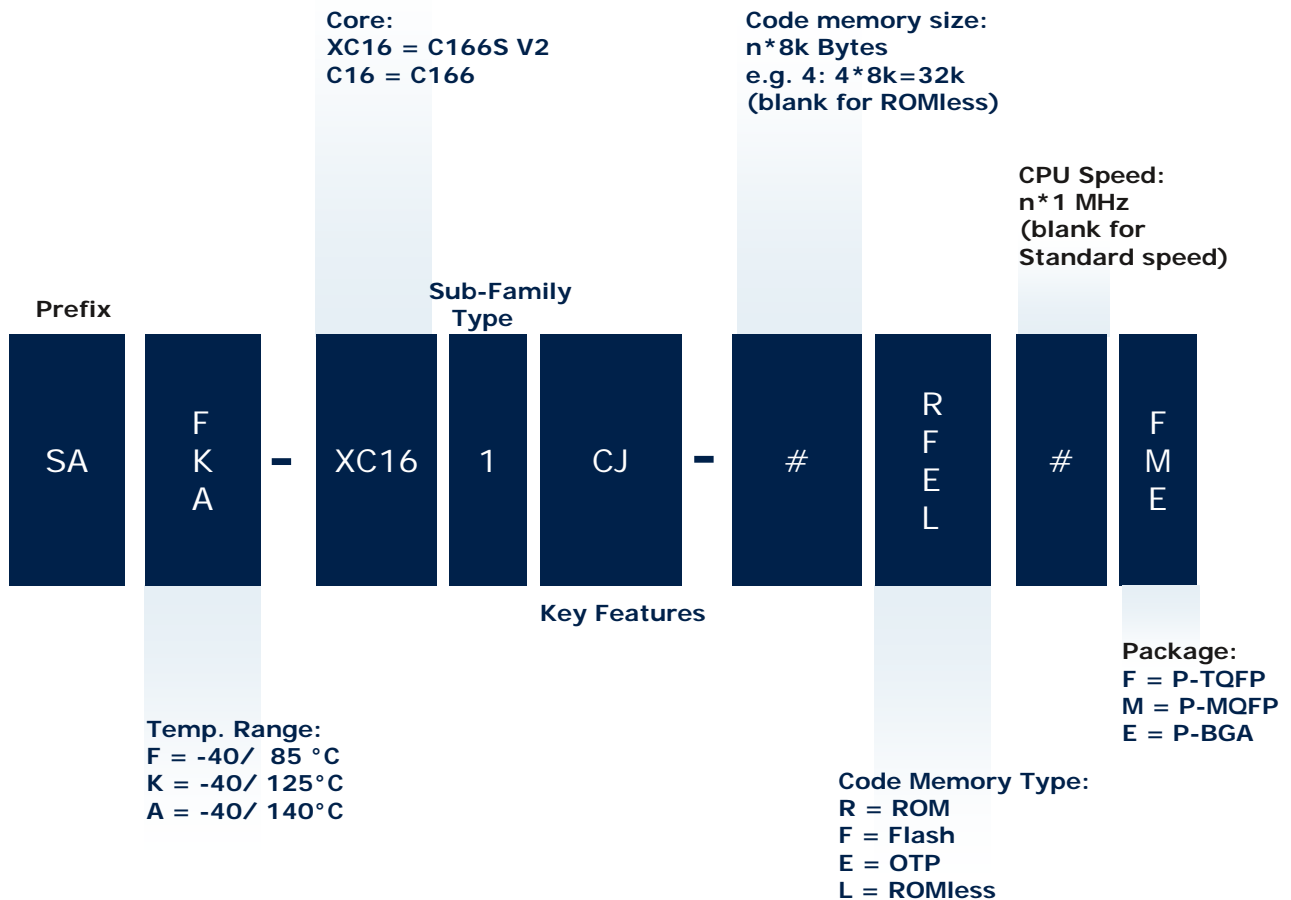 Core:
XC16 = C166S V2
C16 = C166
Code memory size:
n*8k Bytes
e.g. 4: 4*8k=32k
(blank for ROMless)
CPU Speed:
n*1 MHz
(blank for
Standard speed)
Prefix
Sub-Family
Type
SA
F
K
A
-
XC16
1
CJ
-
#
R
F
E
L
#
F
M
E
Key Features
Temp. Range:
F = -40/ 85 °C
K = -40/ 125°C
A = -40/ 140°C
Code Memory Type:
R = ROM
F = Flash
E = OTP
L = ROMless
Package:
F = P-TQFP
M = P-MQFP
E = P-BGA